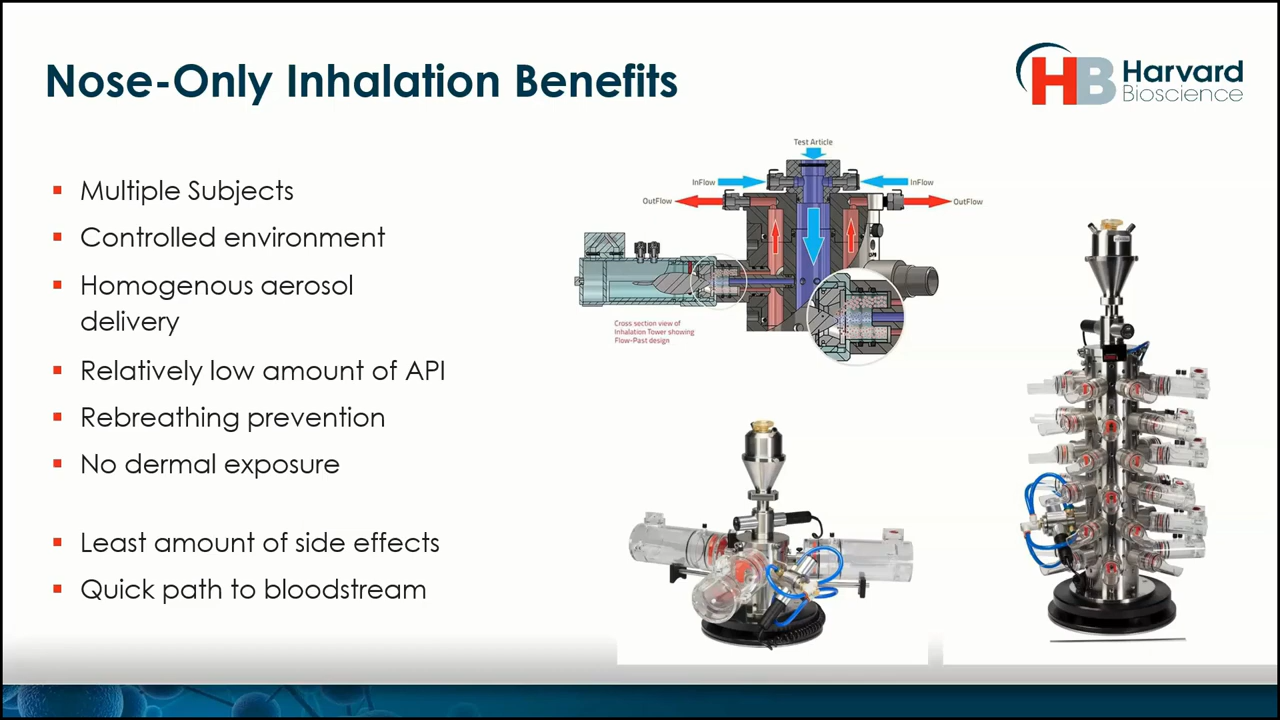 Nose-Only Inhalation Benefits
HB Harvard
Bioscience
Multiple Subjects
Controlled environment
Homogenous aerosol
delivery
Relatively low amount of API
Rebreathing prevention
No dermal exposure
Least amount of side effects
Quick path to bloodstream
Test Article
InFlow
InFlow
OutFlow
OutFlow
Cross section view of
Inhalation Tower showing
Flow-Past design